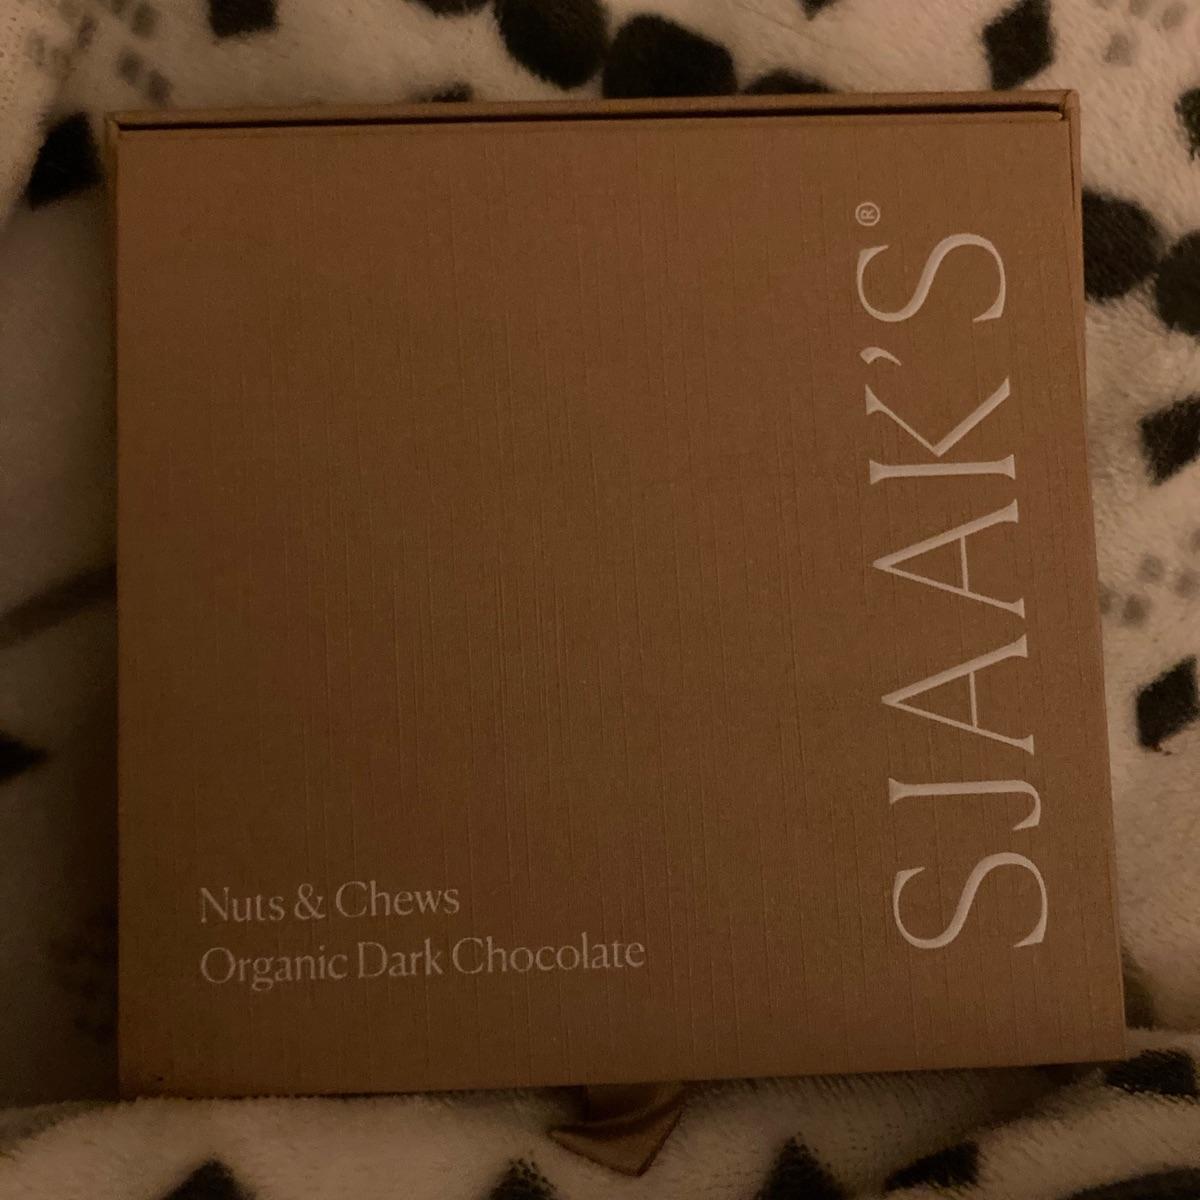 SJAAK'S®
Nuts & Chews
Organic Dark Chocolate